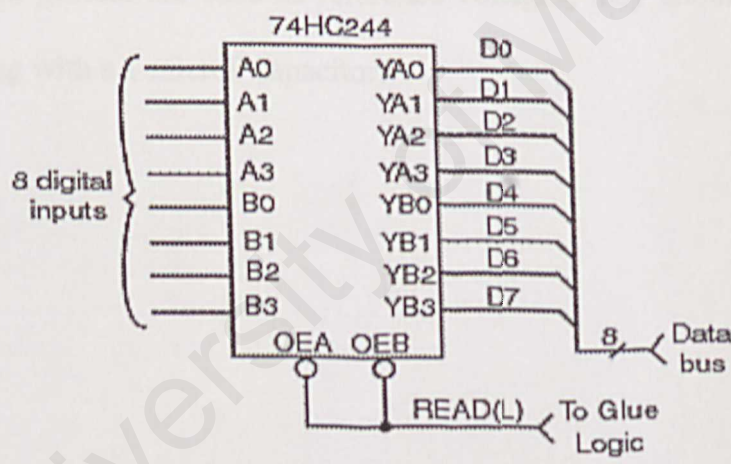 74HC244
A0 YA0 D0
A1 YA1 D1
A2 YA2 D2
A3 YA3 D3
8 digital
inputs
B0 YB0 D4
B1 YB1 D5
B2 YB2 D6
B3 YB3 D7
OEA OEB
8
Data
bus
READ(L)
To Glue
Logic